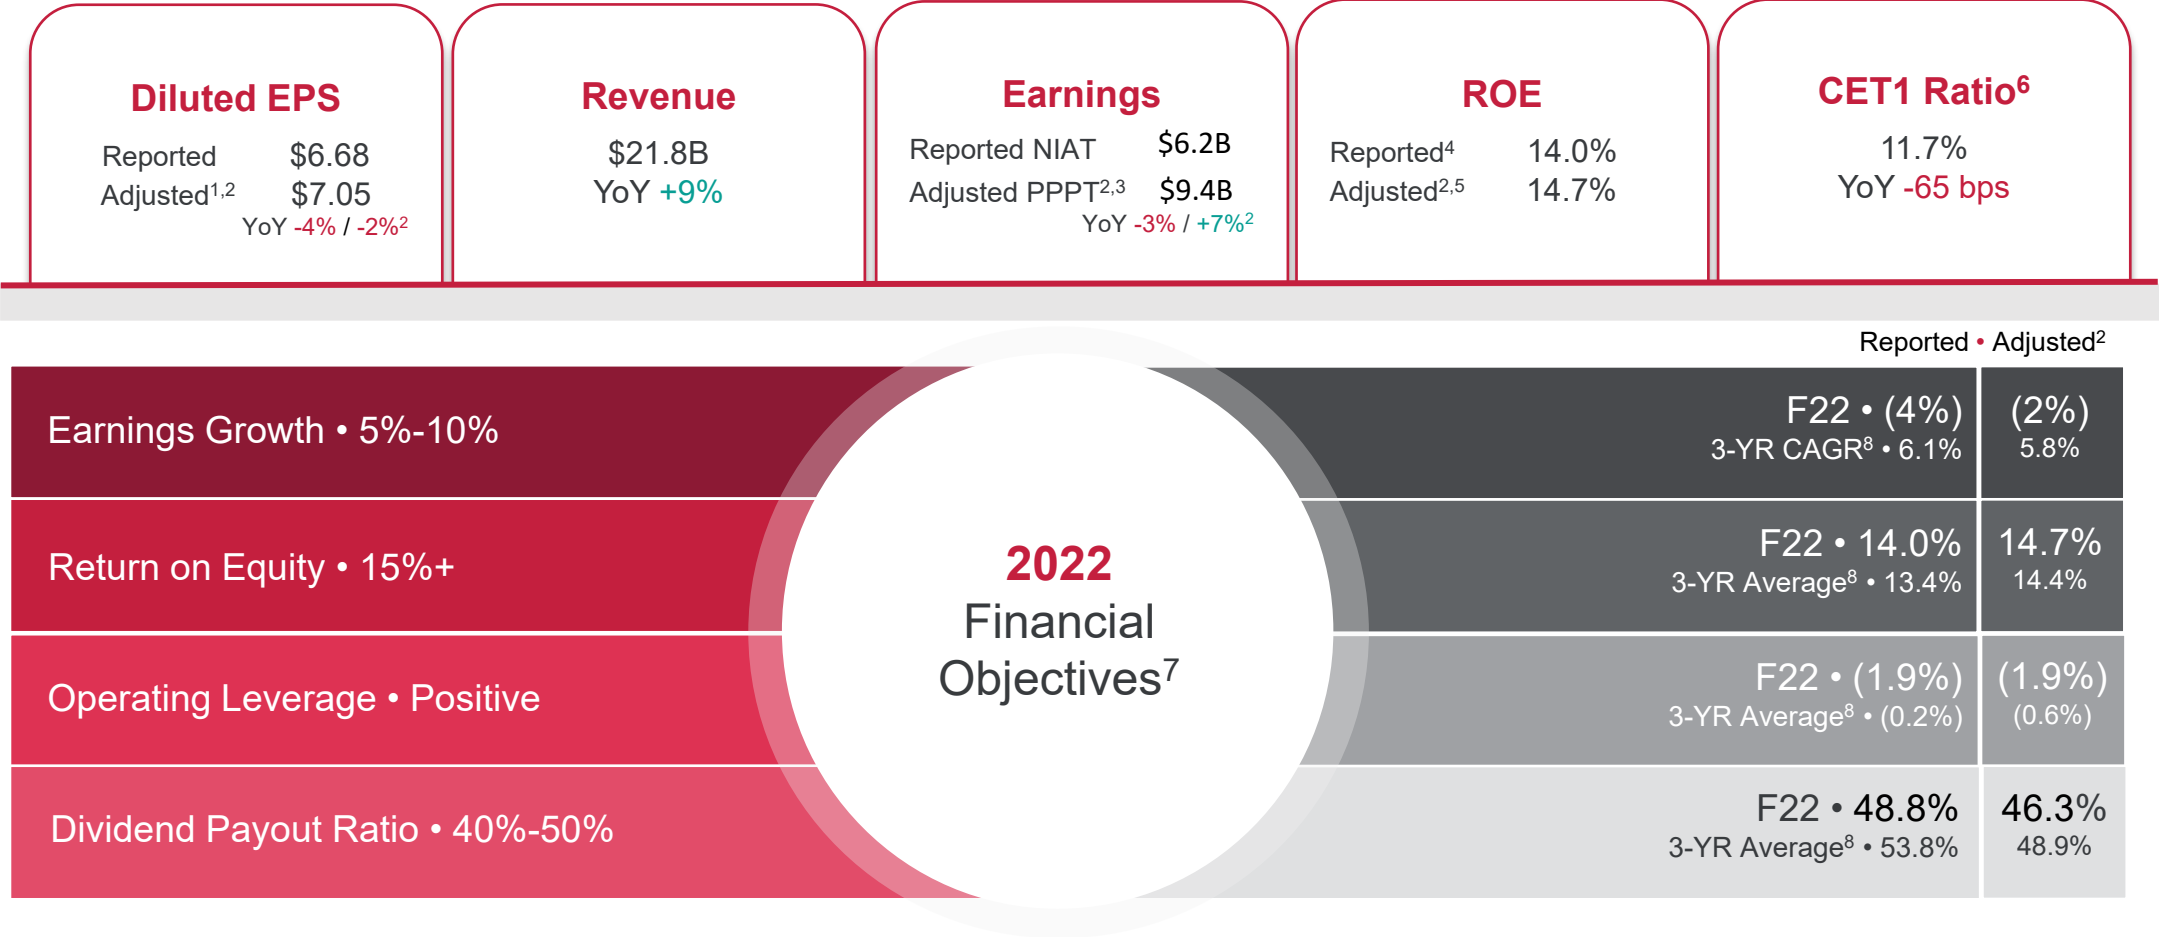 Diluted EPS
Reported $6.68
Adjusted1,2 $7.05
YoY -4% / -2%2
Revenue
$21.8B
YoY +9%
Earnings
Reported NIAT $6.2B
Adjusted PPPT2,3 $9.4B
YoY -3% / +7%2
ROE
Reported4 14.0%
Adjusted2,5 14.7%
CET1 Ratio6
11.7%
YoY -65 bps
Reported • Adjusted2
Earnings Growth • 5%-10%
F22 • (4%) (2%)
3-YR CAGR8 • 6.1% 5.8%
Return on Equity • 15%+
F22 • 14.0% 14.7%
3-YR Average8 • 13.4% 14.4%
2022
Financial
Objectives7
Operating Leverage • Positive
F22 • (1.9%) (1.9%)
3-YR Average8 • (0.2%) (0.6%)
Dividend Payout Ratio • 40%-50%
F22 • 48.8% 46.3%
3-YR Average8 • 53.8% 48.9%